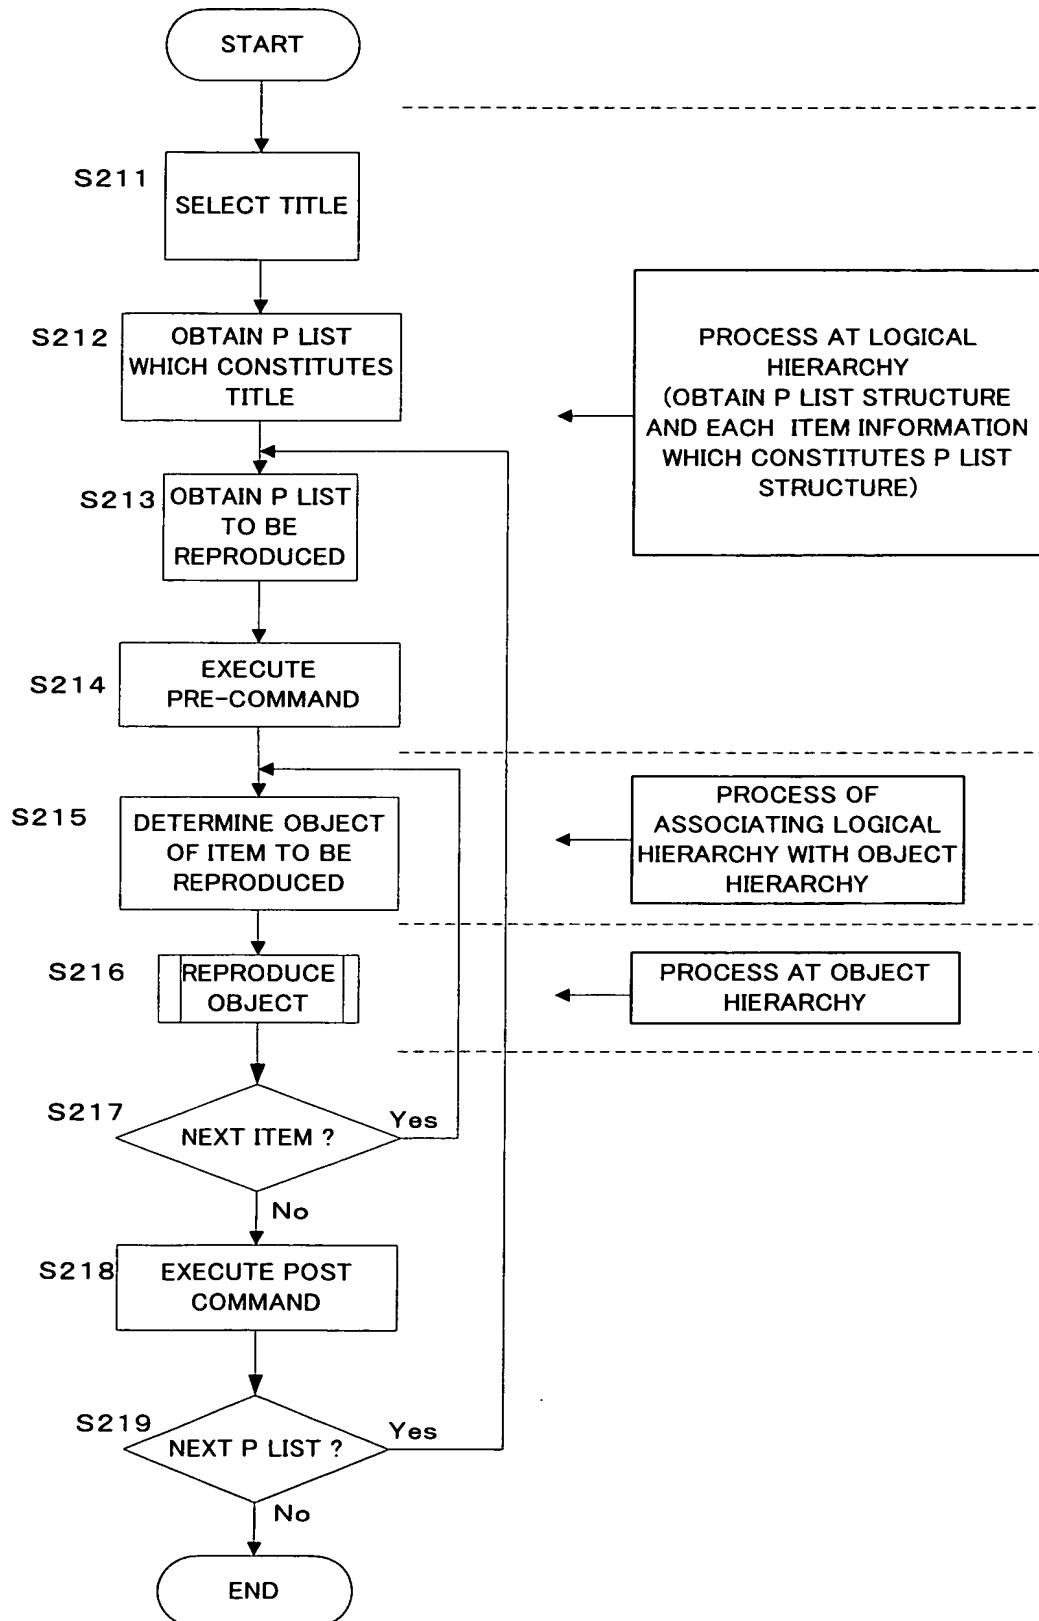 START
S211
SELECT TITLE
S212
OBTAIN P LIST
WHICH CONSTITUTES
TITLE
PROCESS AT LOGICAL
HIERARCHY
(OBTAIN P LIST STRUCTURE
AND EACH ITEM INFORMATION
WHICH CONSTITUTES P LIST
STRUCTURE)
S213
OBTAIN P LIST
TO BE
REPRODUCED
S214
EXECUTE
PRE-COMMAND
S215
DETERMINE OBJECT
OF ITEM TO BE
REPRODUCED
PROCESS OF
ASSOCIATING LOGICAL
HIERARCHY WITH OBJECT
HIERARCHY
S216
REPRODUCE
OBJECT
PROCESS AT OBJECT
HIERARCHY
S217
NEXT ITEM ?
Yes
No
S218
EXECUTE POST
COMMAND
S219
NEXT P LIST ?
Yes
No
END